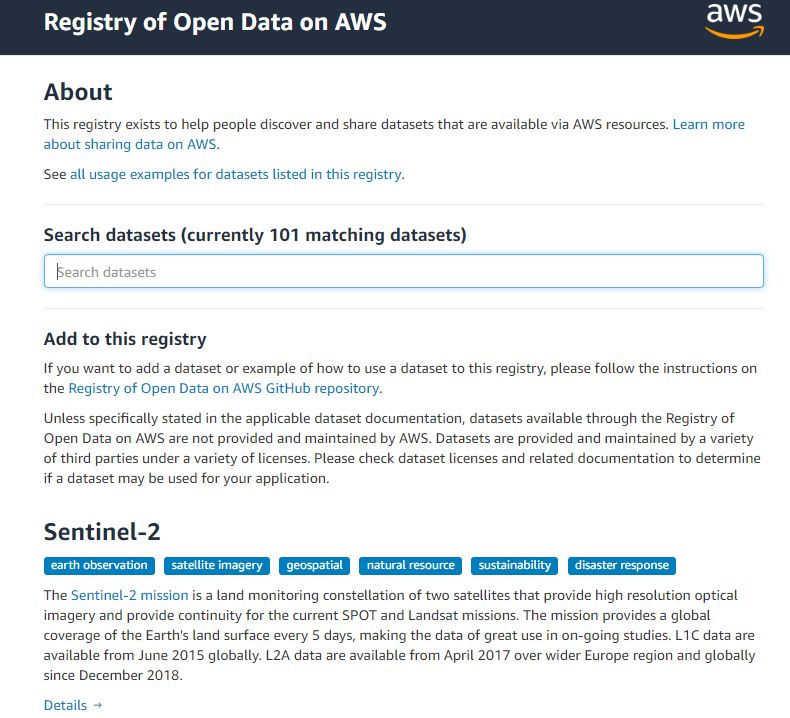 Registry of Open Data on AWS
aws
About
This registry exists to help people discover and share datasets that are available via AWS resources. Learn more
about sharing data on AWS.
See all usage examples for datasets listed in this registry.
Search datasets (currently 101 matching datasets)
Search datasets
Add to this registry
If you want to add a dataset or example of how to use a dataset to this registry, please follow the instructions on
the Registry of Open Data on AWS GitHub repository.
Unless specifically stated in the applicable dataset documentation, datasets available through the Registry of
Open Data on AWS are not provided and maintained by AWS. Datasets are provided and maintained by a variety
of third parties under a variety of licenses. Please check dataset licenses and related documentation to determine
if a dataset may be used for your application.
Sentinel-2
earth observation satellite imagery geospatial natural resource sustainability disaster response
The Sentinel-2 mission is a land monitoring constellation of two satellites that provide high resolution optical
imagery and provide continuity for the current SPOT and Landsat missions. The mission provides a global
coverage of the Earth's land surface every 5 days, making the data of great use in on-going studies. L1C data are
available from June 2015 globally. L2A data are available from April 2017 over wider Europe region and globally
since December 2018.
Details →